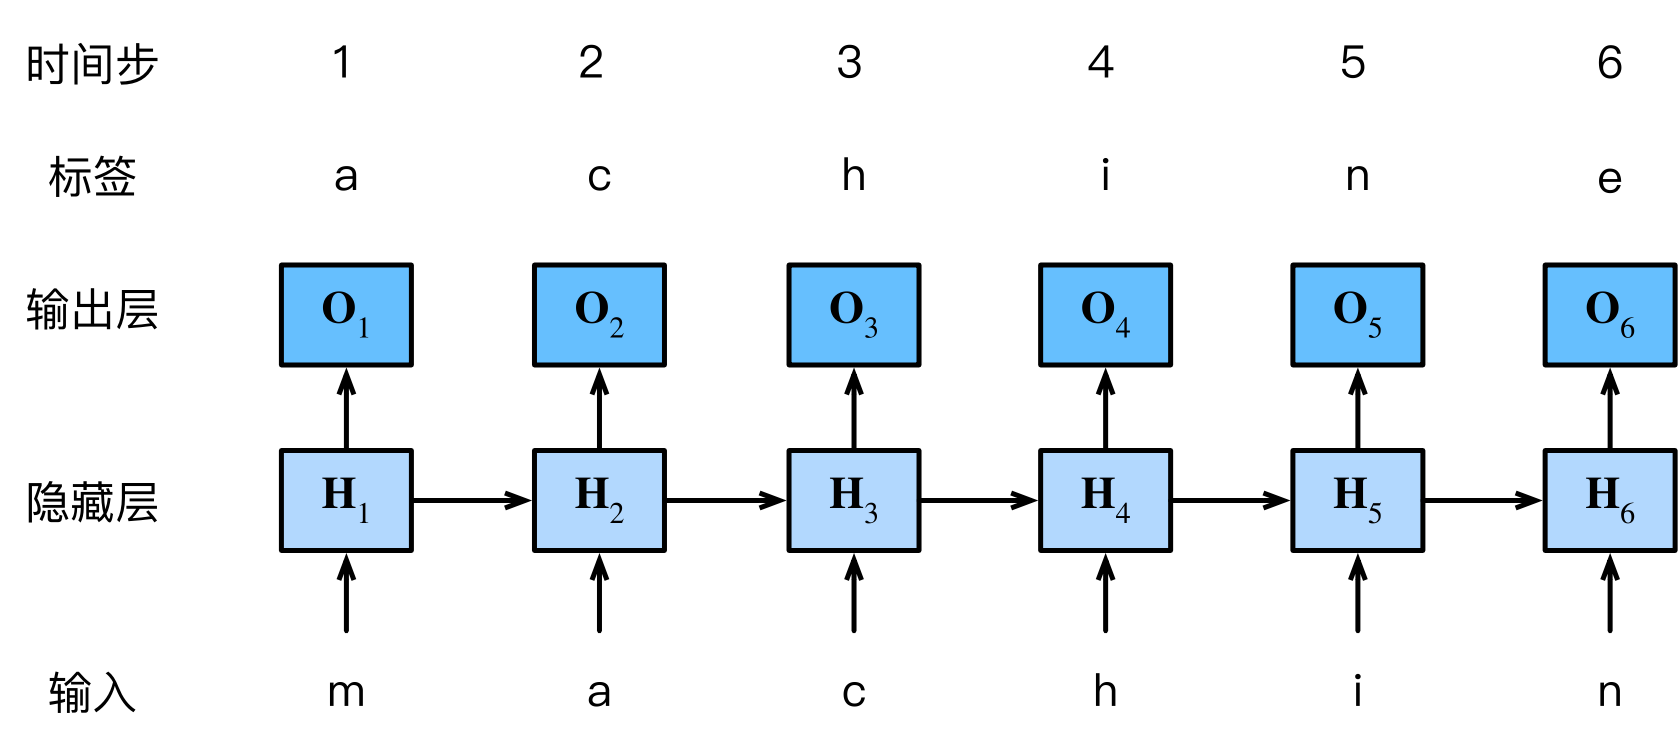 时间步 1 2 3 4 5 6
标签 a c h i n e
输出层 O1 O2 O3 O4 O5 O6
隐藏层 H1 H2 H3 H4 H5 H6
输入 m a c h i n